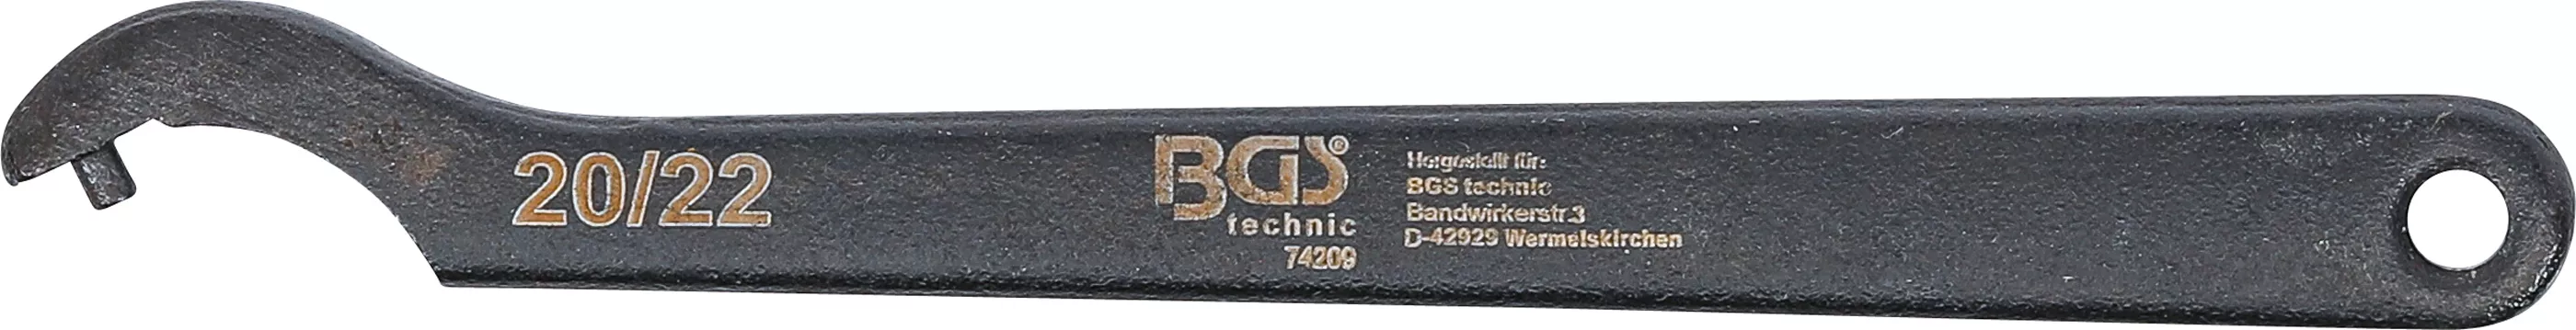 20/22
BGS®
technic
74209
Hergestellt für:
BGS technic
Bandwirkerstr.3
D-42929 Wermelskirchen